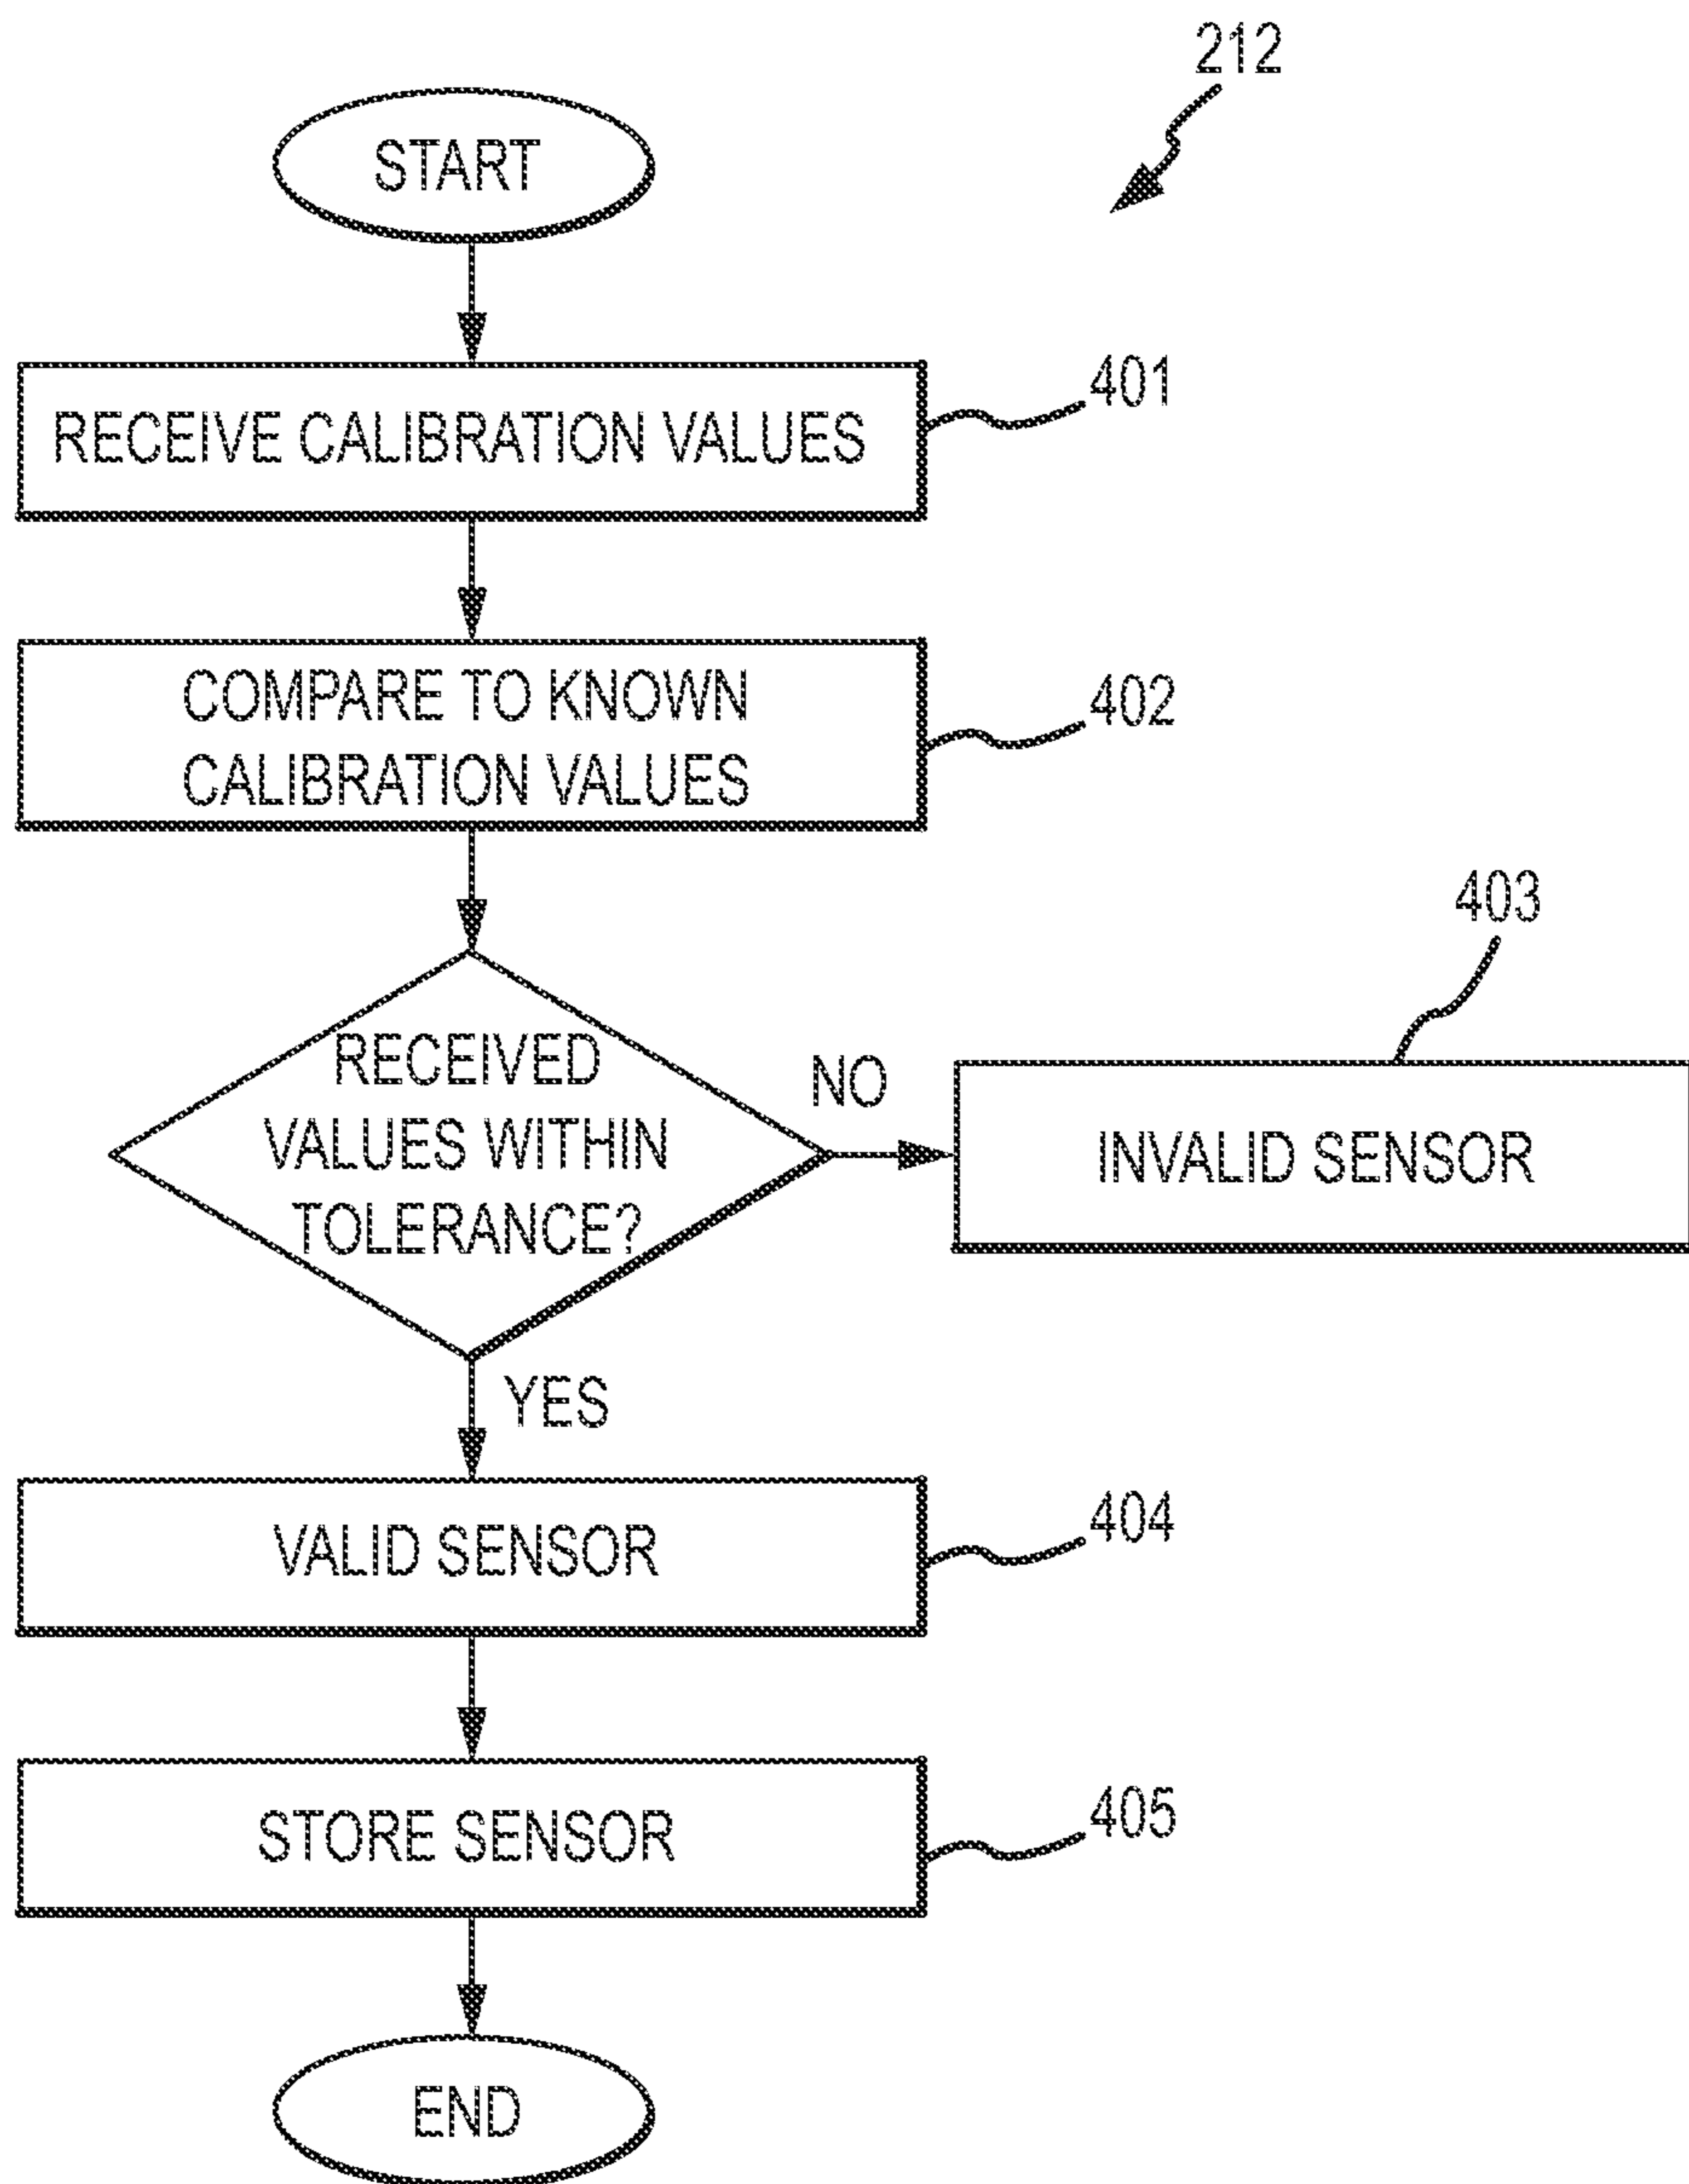 212
START
RECEIVE CALIBRATION VALUES
401
COMPARE TO KNOWN
CALIBRATION VALUES
402
RECEIVED
VALUES WITHIN
TOLERANCE?
NO
403
INVALID SENSOR
YES
VALID SENSOR
404
STORE SENSOR
405
END